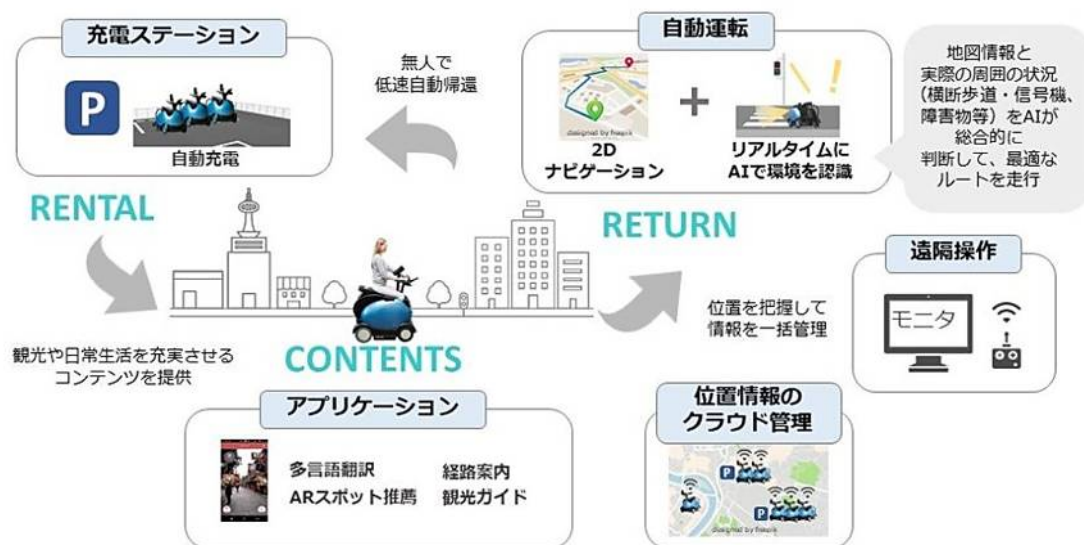 充電ステーション
P
自動充電
無人で
低速自動帰還
自動運転
designed by freepik
2D
ナビゲーション
+
リアルタイムに
AIで環境を認識
地図情報と
実際の周囲の状況
（横断歩道・信号機、
障害物等）をAIが
総合的に
判断して、最適な
ルートを走行
RENTAL
RETURN
観光や日常生活を充実させる
コンテンツを提供
CONTENTS
位置を把握して
情報を一括管理
遠隔操作
モニタ
アプリケーション
多言語翻訳 経路案内
ARスポット推薦 観光ガイド
位置情報の
クラウド管理
P
P
designed by freepik